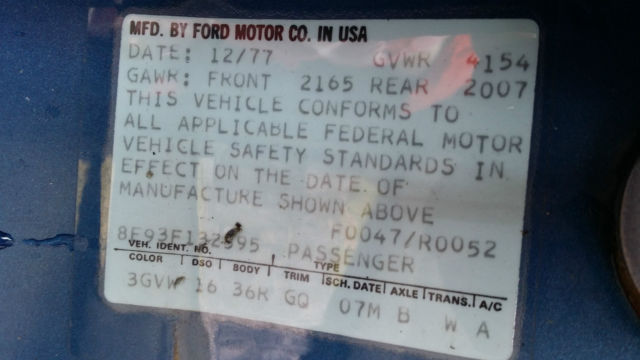 MFD. BY FORD MOTOR CO. IN USA
DATE: 12/77 GVWR 4154
GAWR: FRONT 2165 REAR 2007
THIS VEHICLE CONFORMS TO
ALL APPLICABLE FEDERAL MOTOR
VEHICLE SAFETY STANDARDS IN
EFFECT ON THE DATE OF
MANUFACTURE SHOWN ABOVE
F0047/R0052
VEH. IDENT. NO. PASSENGER
TYPE
COLOR DSO BODY TRIM SCH. DATE AXLE TRANS. A/C
16 36R GQ 07M B W A